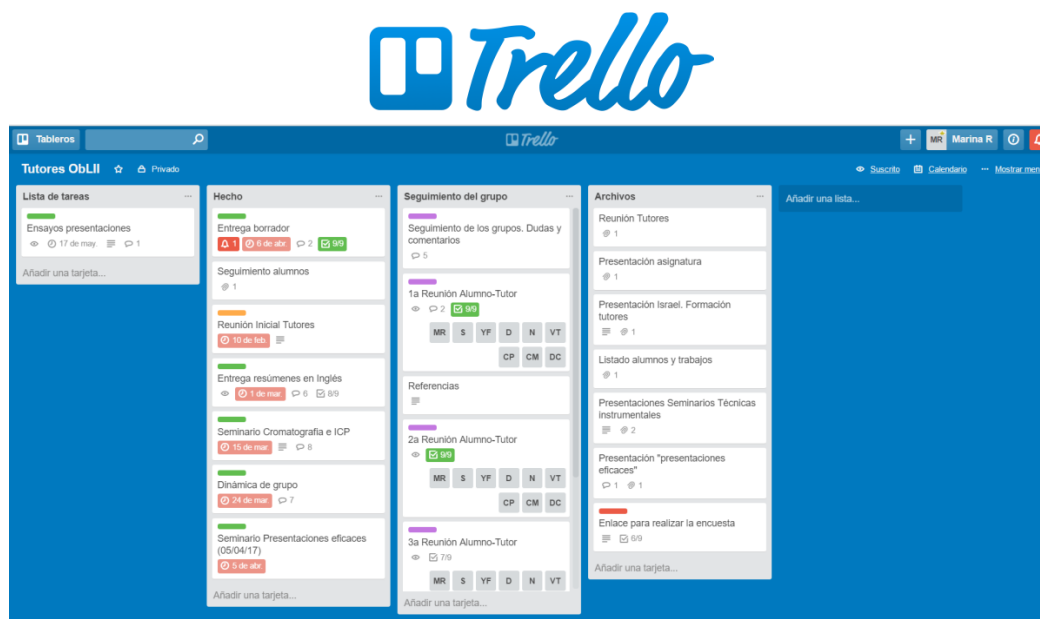 Trello
Tableros
Trello
MR
Marina R
Tutores ObLII
Privado
Suscrito
Calendario
... Mostrar men
Lista de tareas
...
Ensayos presentaciones
17 de may.
1
Añadir una tarjeta...
Hecho
...
Entrega borrador
1
6 de abr.
2
9/9
Seguimiento alumnos
1
Reunión Inicial Tutores
10 de feb.
Entrega resúmenes en Inglés
1 de mar.
6
8/9
Seminario Cromatografia e ICP
15 de mar.
8
Dinámica de grupo
24 de mar.
7
Seminario Presentaciones eficaces
(05/04/17)
5 de abr.
Añadir una tarjeta...
Seguimiento del grupo
...
Seguimiento de los grupos. Dudas y
comentarios
5
1a Reunión Alumno-Tutor
2
9/9
MR S YF D N VT
CP CM DC
Referencias
2a Reunión Alumno-Tutor
9/9
MR S YF D N VT
CP CM DC
3a Reunión Alumno-Tutor
7/9
MR S YF D N VT
Añadir una tarjeta...
Archivos
...
Reunión Tutores
1
Presentación asignatura
1
Presentación Israel. Formación
tutores
1
Listado alumnos y trabajos
1
Presentaciones Seminarios Técnicas
instrumentales
2
Presentación "presentaciones
eficaces"
1
1
Enlace para realizar la encuesta
6/9
Añadir una tarjeta...
Añadir una lista...